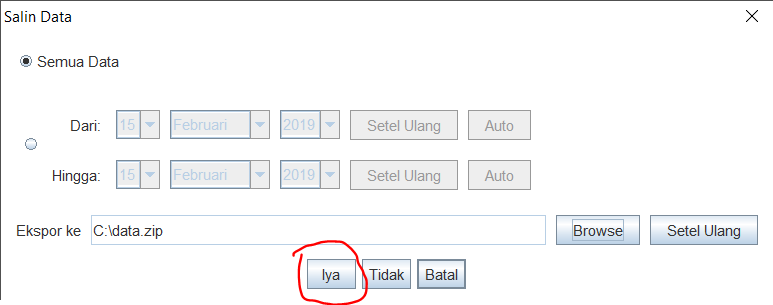 Salin Data
Semua Data
Dari: 15 Februari 2019 Setel Ulang Auto
Hingga: 15 Februari 2019 Setel Ulang Auto
Ekspor ke C:\data.zip Browse Setel Ulang
Iya Tidak Batal